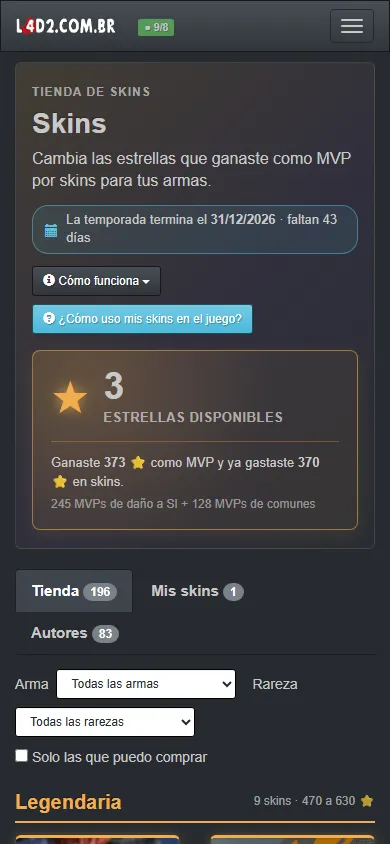 L4D2.COM.BR
● 9/8
TIENDA DE SKINS
Skins
Cambia las estrellas que ganaste como MVP
por skins para tus armas.
La temporada termina el 31/12/2026 · faltan 43
días
Cómo funciona
¿Cómo uso mis skins en el juego?
3
ESTRELLAS DISPONIBLES
Ganaste 373 ⭐ como MVP y ya gastaste 370
⭐ en skins.
245 MVPs de daño a SI + 128 MVPs de comunes
Tienda 196
Mis skins 1
Autores 83
Arma Todas las armas Rareza
Todas las rarezas
Solo las que puedo comprar
Legendaria 9 skins · 470 a 630 ⭐